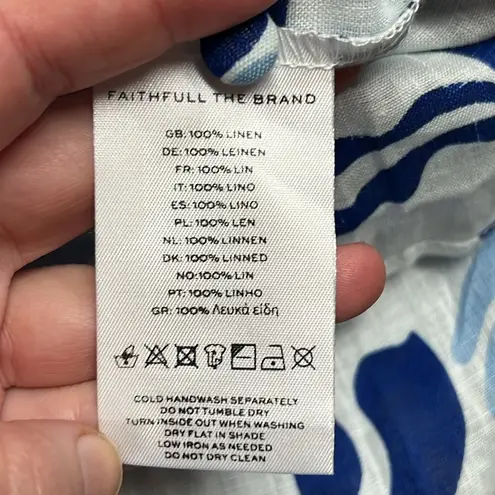 FAITHFULL THE BRAND
GB: 100% LINEN
DE: 100% LEINEN
FR: 100% LIN
IT: 100% LINO
ES: 100% LINO
PL: 100% LEN
NL: 100% LINNEN
DK: 100% LINNED
NO: 100% LIN
PT: 100% LINHO
GR: 100% Λευκά είδη
COLD HANDWASH SEPARATELY
DO NOT TUMBLE DRY
TURN INSIDE OUT WHEN WASHING
DRY FLAT IN SHADE
LOW IRON AS NEEDED
DO NOT DRY CLEAN